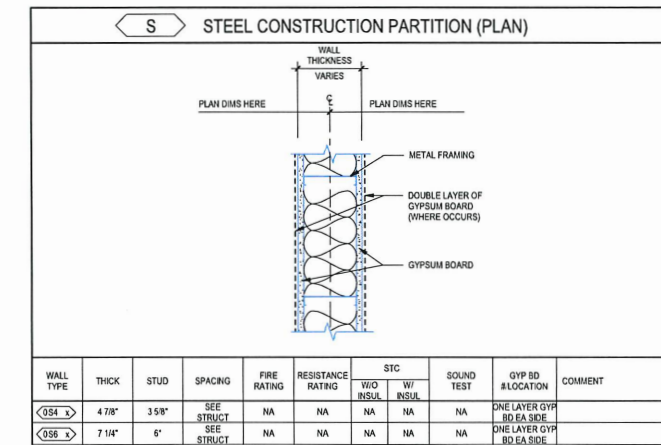 S STEEL CONSTRUCTION PARTITION (PLAN)
WALL
THICKNESS
VARIES
PLAN DIMS HERE ℄ PLAN DIMS HERE
METAL FRAMING
DOUBLE LAYER OF
GYPSUM BOARD
(WHERE OCCURS)
GYPSUM BOARD
WALL TYPE THICK STUD SPACING FIRE RATING RESISTANCE RATING STC W/O INSUL W/ INSUL SOUND TEST GYP BD #/LOCATION COMMENT
0S4 x 4 7/8" 3 5/8" SEE STRUCT NA NA NA NA NA ONE LAYER GYP BD EA SIDE
0S6 x 7 1/4" 6" SEE STRUCT NA NA NA NA NA ONE LAYER GYP BD EA SIDE